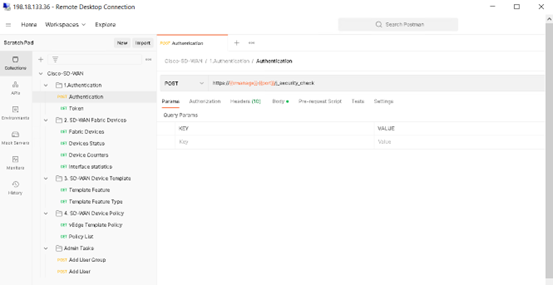 198.18.133.36 - Remote Desktop Connection
Home Workspaces Explore
Search Postman
Scratch Pad New Import
Collections
APIs
Environments
Mock Servers
Monitors
History
Cisco-SD-WAN
1.Authentication
POST Authentication
GET Token
2. SD-WAN Fabric Devices
GET Fabric Devices
GET Devices Status
GET Device Counters
GET Interface statistics
3. SD-WAN Device Template
GET Template Feature
GET Template Feature Type
4. SD-WAN Device Policy
GET vEdge Template Policy
GET Policy List
Admin Tasks
POST Add User Group
POST Add User
POST Authentication
Cisco-SD-WAN / 1.Authentication / Authentication
POST https://{{vmanage}}:{{port}}/j_security_check
Params Authorization Headers (10) Body Pre-request Script Tests Settings
Query Params
KEY VALUE
Key Value